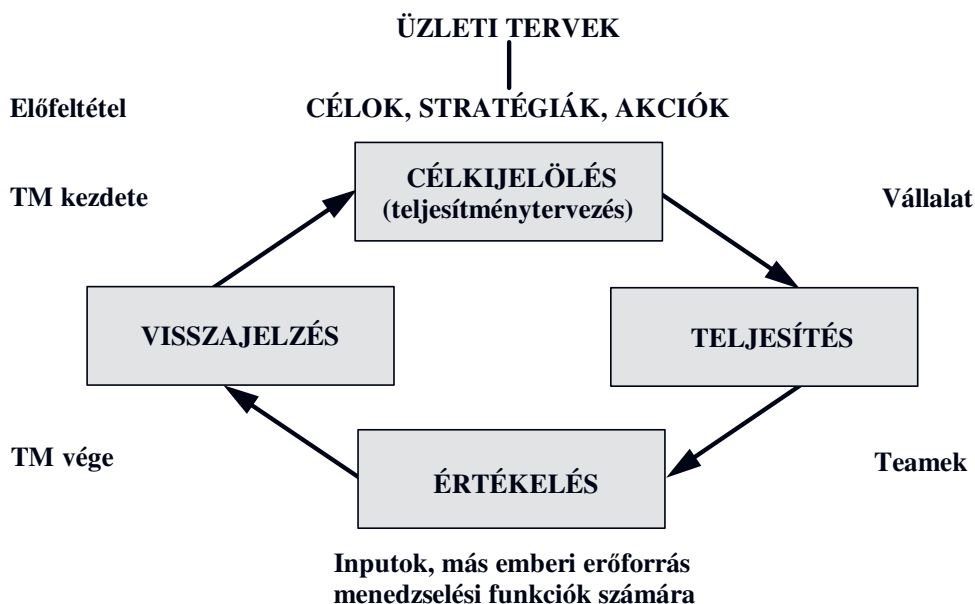 ÜZLETI TERVEK
Előfeltétel
CÉLOK, STRATÉGIÁK, AKCIÓK
CÉLKIJELÖLÉS
(teljesítménytervezés)
TM kezdete
Vállalat
VISSZAJELZÉS
TELJESÍTÉS
TM vége
Teamek
ÉRTÉKELÉS
Inputok, más emberi erőforrás
menedzselési funkciók számára